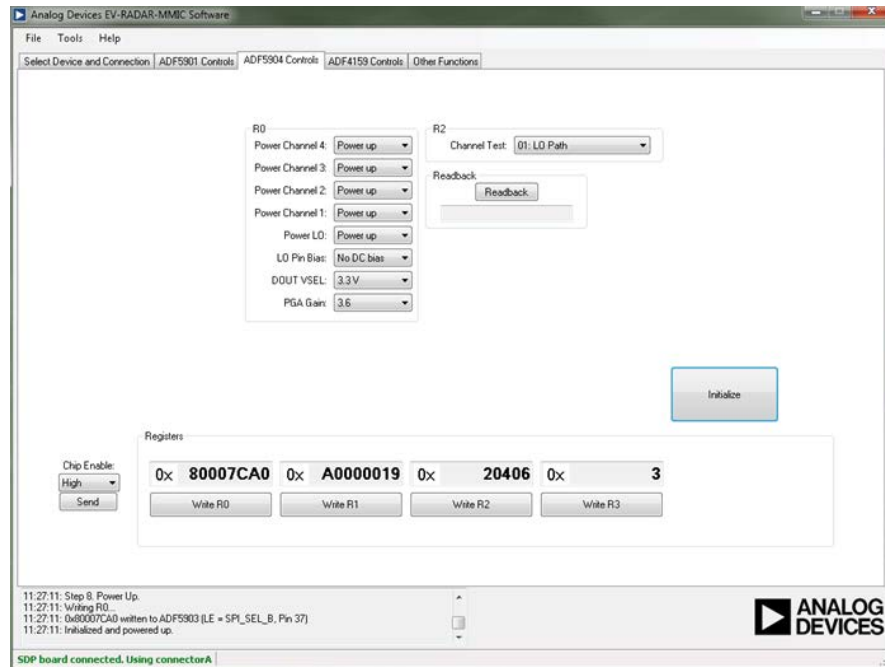 Analog Devices EV-RADAR-MMIC Software
File Tools Help
Select Device and Connection ADF5901 Controls ADF5904 Controls ADF4159 Controls Other Functions
R0
Power Channel 4: Power up
Power Channel 3: Power up
Power Channel 2: Power up
Power Channel 1: Power up
Power LO: Power up
LO Pin Bias: No DC bias
DOUT VSEL: 3.3 V
PGA Gain: 3.6
R2
Channel Test: 01: LO Path
Readback
Readback
Initialize
Registers
Chip Enable:
High
Send
0x 80007CA0 0x A0000019 0x 20406 0x 3
Write R0 Write R1 Write R2 Write R3
11:27:11: Step 8. Power Up.
11:27:11: Writing R0...
11:27:11: 0x80007CA0 written to ADF5903 (LE = SPI_SEL_B, Pin 37)
11:27:11: Initialized and powered up.
ANALOG
DEVICES
SDP board connected. Using connectorA